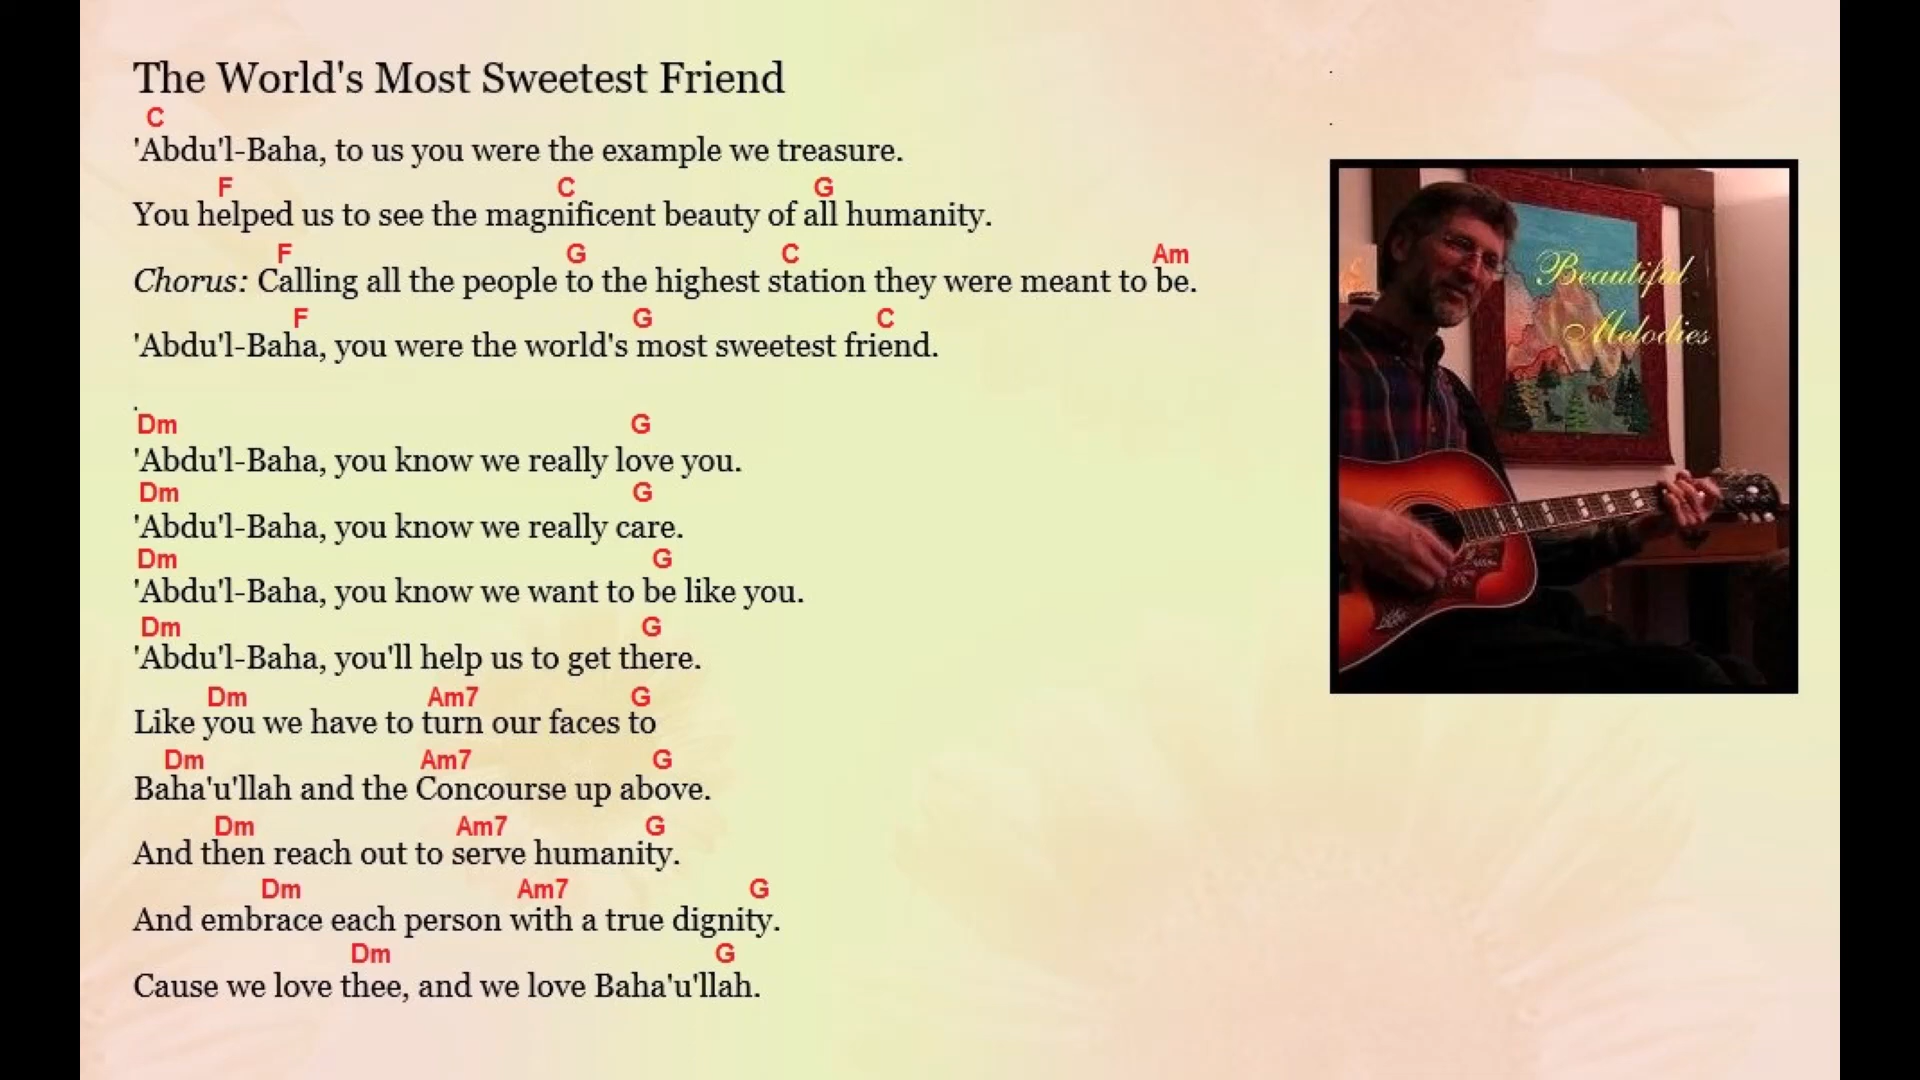 The World's Most Sweetest Friend
C
'Abdu'l-Baha, to us you were the example we treasure.
F C G
You helped us to see the magnificent beauty of all humanity.
F G C Am
Chorus: Calling all the people to the highest station they were meant to be.
F G C
'Abdu'l-Baha, you were the world's most sweetest friend.
.
Dm G
'Abdu'l-Baha, you know we really love you.
Dm G
'Abdu'l-Baha, you know we really care.
Dm G
'Abdu'l-Baha, you know we want to be like you.
Dm G
'Abdu'l-Baha, you'll help us to get there.
Dm Am7 G
Like you we have to turn our faces to
Dm Am7 G
Baha'u'llah and the Concourse up above.
Dm Am7 G
And then reach out to serve humanity.
Dm Am7 G
And embrace each person with a true dignity.
Dm G
Cause we love thee, and we love Baha'u'llah.
.
.
Beautiful
Melodies